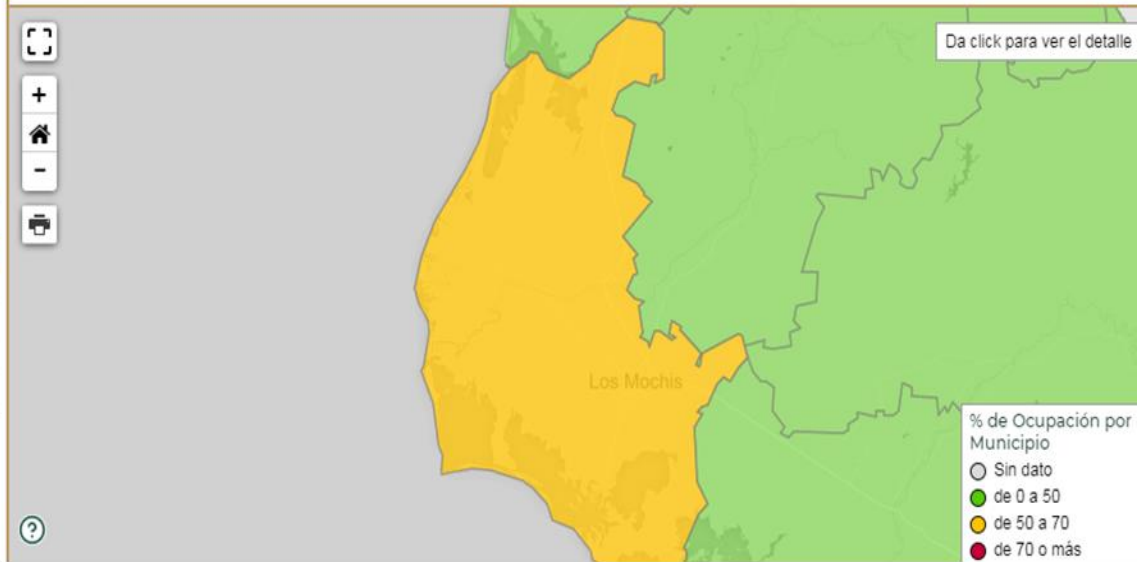 Da click para ver el detalle
+
-
Los Mochis
% de Ocupación por
Municipio
Sin dato
de 0 a 50
de 50 a 70
de 70 o más
?